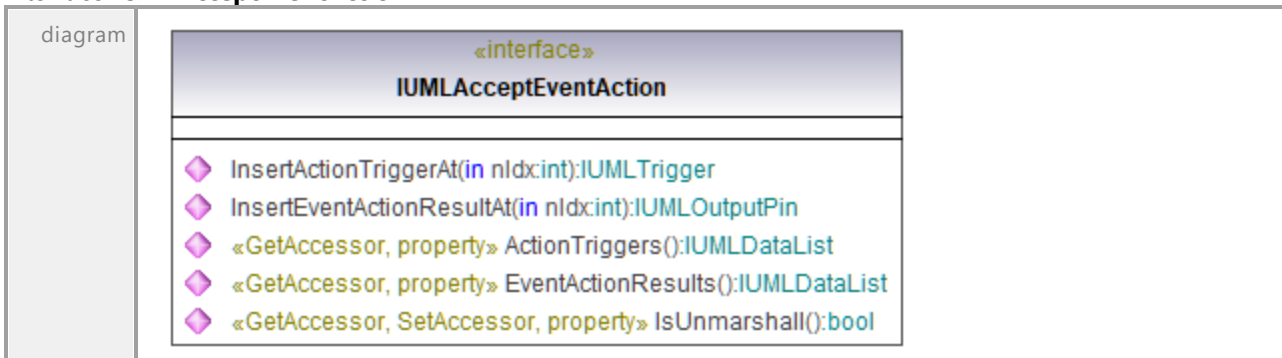 diagram
«interface»
IUMLAcceptEventAction
InsertActionTriggerAt(in nIdx:int):IUMLTrigger
InsertEventActionResultAt(in nIdx:int):IUMLOutputPin
«GetAccessor, property» ActionTriggers():IUMLDataList
«GetAccessor, property» EventActionResults():IUMLDataList
«GetAccessor, SetAccessor, property» IsUnmarshall():bool